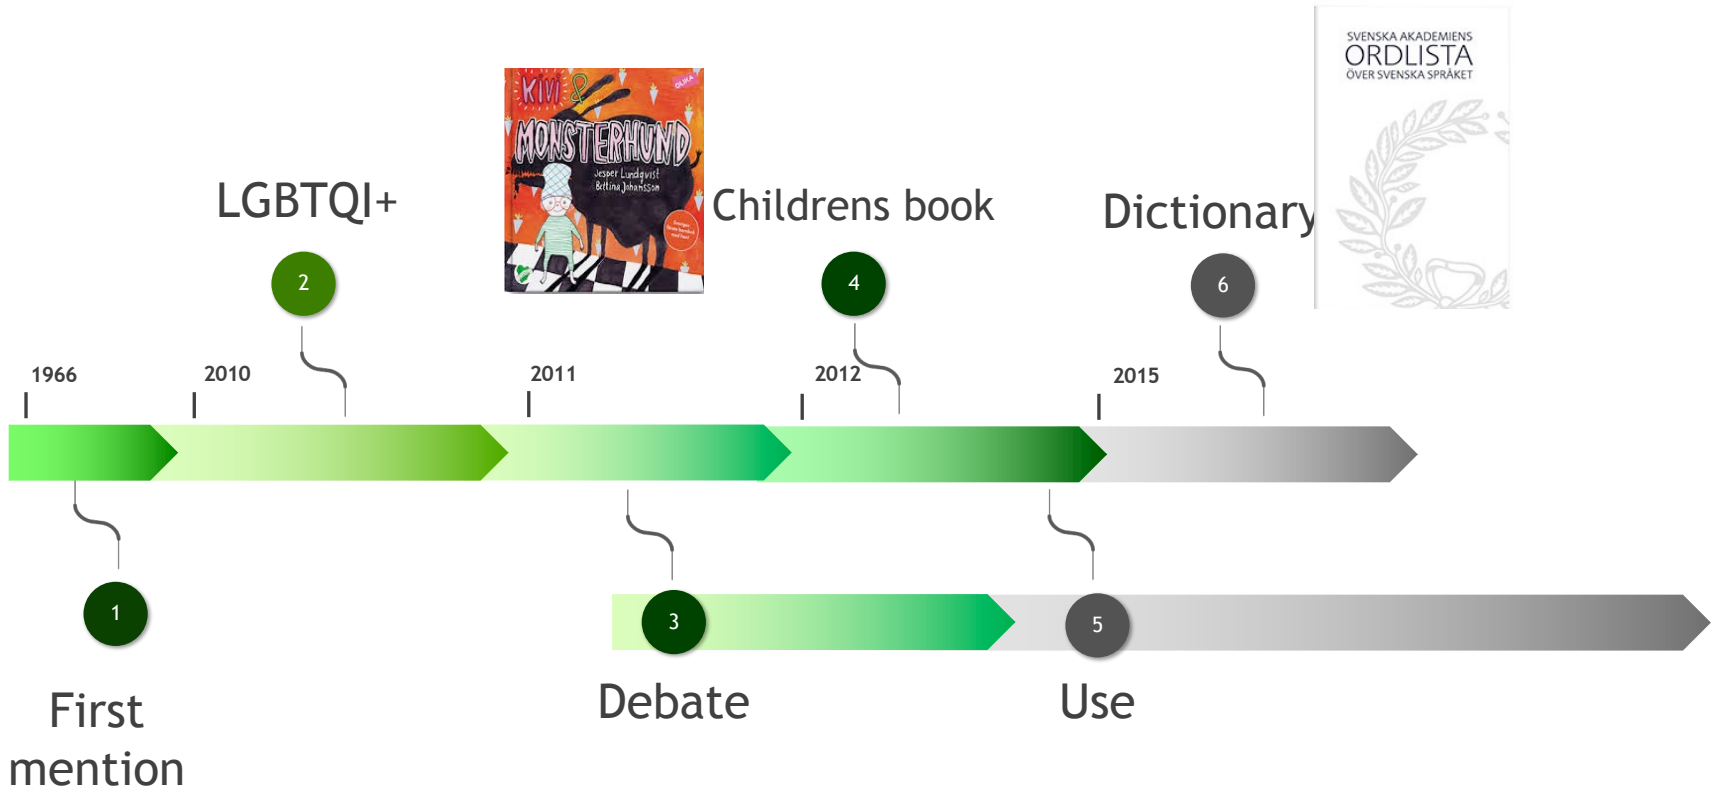 SVENSKA AKADEMIENS
ORDLISTA
ÖVER SVENSKA SPRÅKET
KIVI &
OLIKA
MONSTERHUND
Jesper Lundqvist
Bettina Johansson
LGBTQI+
Childrens book
Dictionary
2
4
6
1966
2010
2011
2012
2015
1
3
5
First
mention
Debate
Use